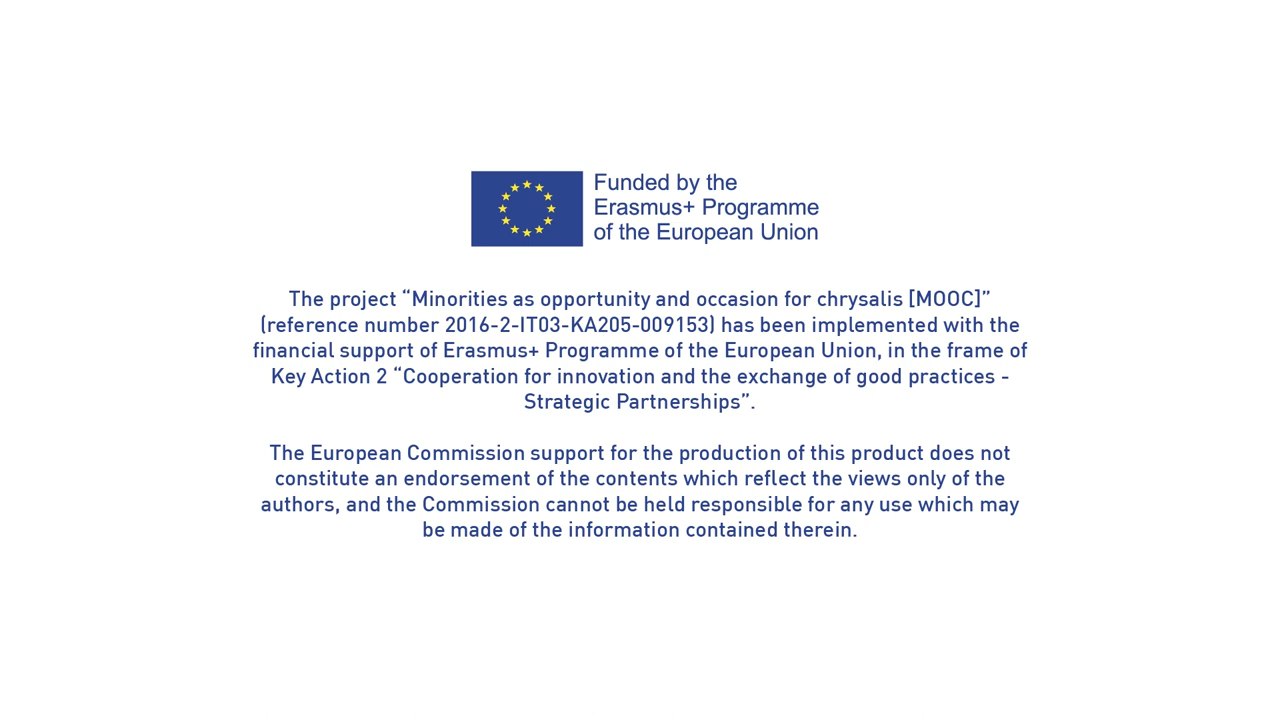 Funded by the
Erasmus+ Programme
of the European Union
The project “Minorities as opportunity and occasion for chrysalis [MOOC]”
(reference number 2016-2-IT03-KA205-009153) has been implemented with the
financial support of Erasmus+ Programme of the European Union, in the frame of
Key Action 2 “Cooperation for innovation and the exchange of good practices -
Strategic Partnerships”.
The European Commission support for the production of this product does not
constitute an endorsement of the contents which reflect the views only of the
authors, and the Commission cannot be held responsible for any use which may
be made of the information contained therein.